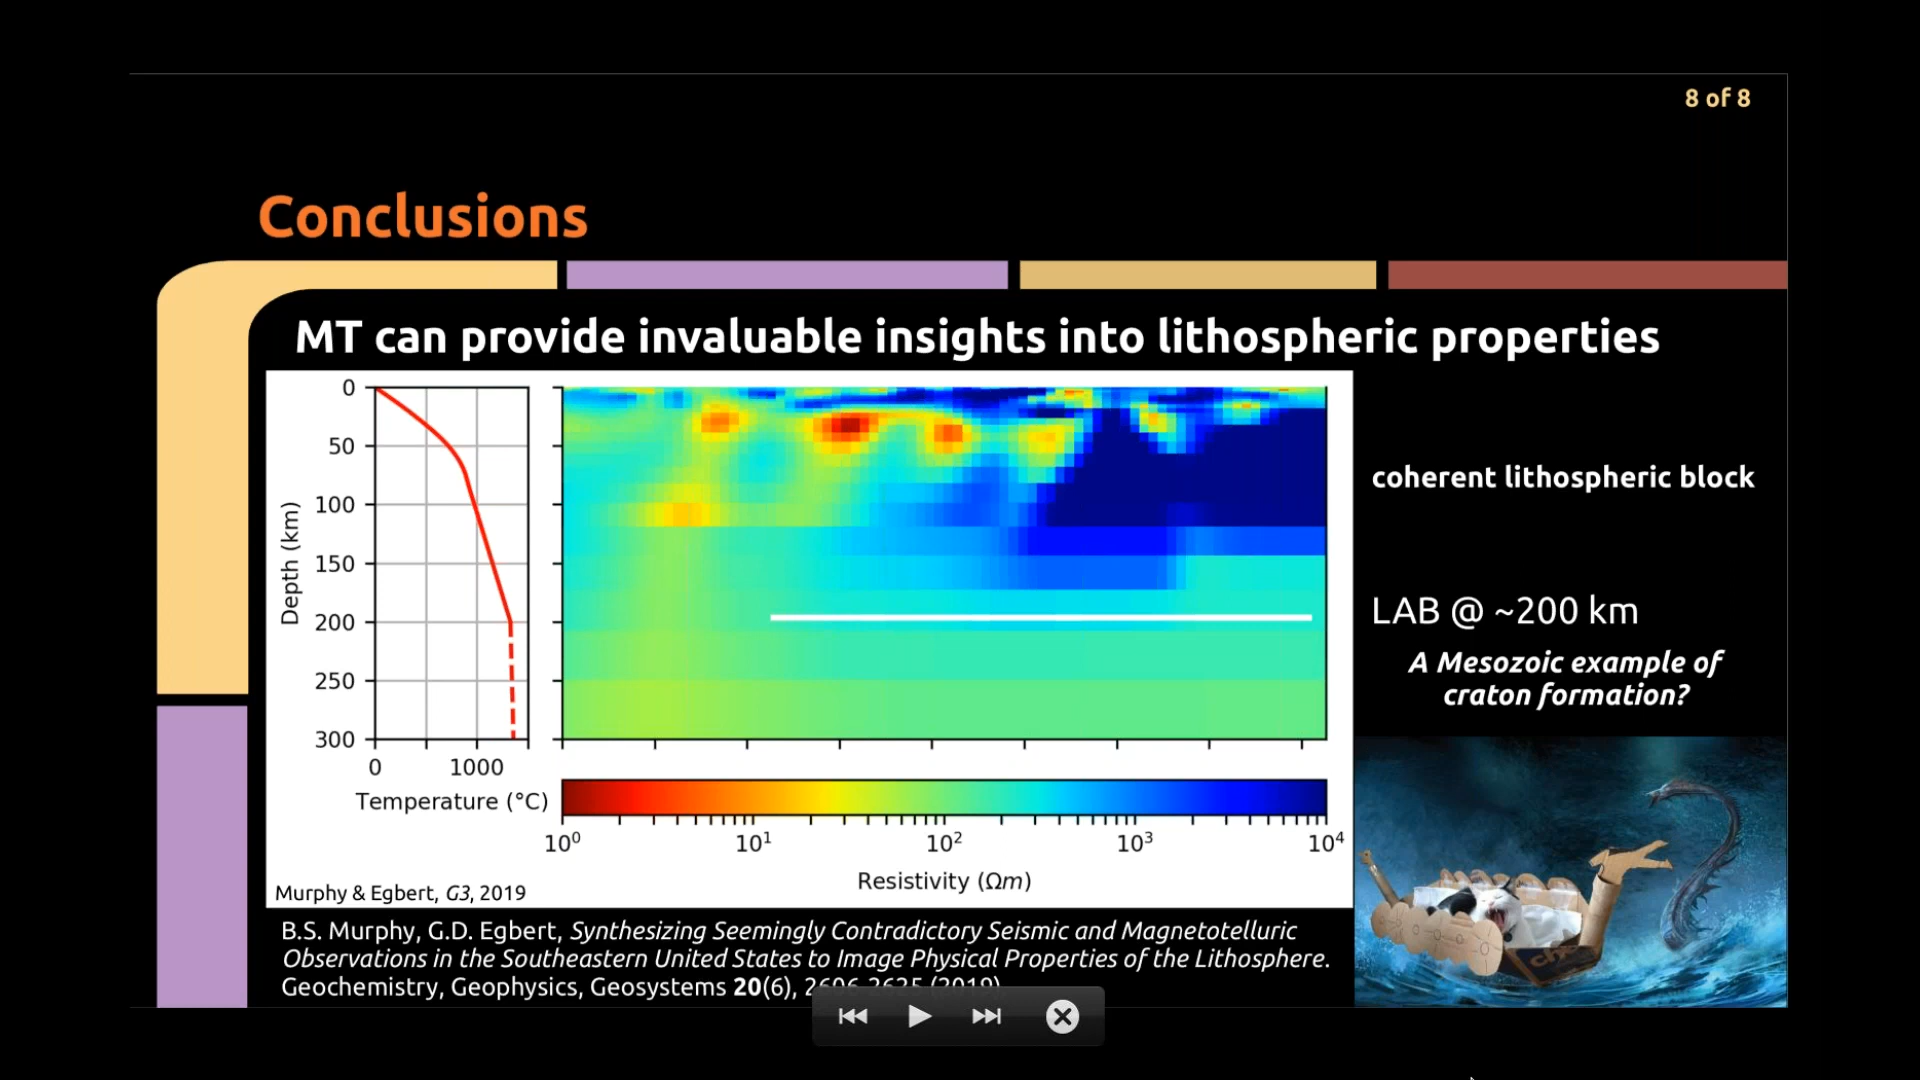 8 of 8
Conclusions
MT can provide invaluable insights into lithospheric properties
0
50
100
150
200
250
300
Depth (km)
0 1000
Temperature (°C)
10⁰ 10¹ 10² 10³ 10⁴
Resistivity (Ωm)
Murphy & Egbert, G3, 2019
coherent lithospheric block
LAB @ ~200 km
A Mesozoic example of
craton formation?
B.S. Murphy, G.D. Egbert, Synthesizing Seemingly Contradictory Seismic and Magnetotelluric
Observations in the Southeastern United States to Image Physical Properties of the Lithosphere.
Geochemistry, Geophysics, Geosystems 20(6), (2019)